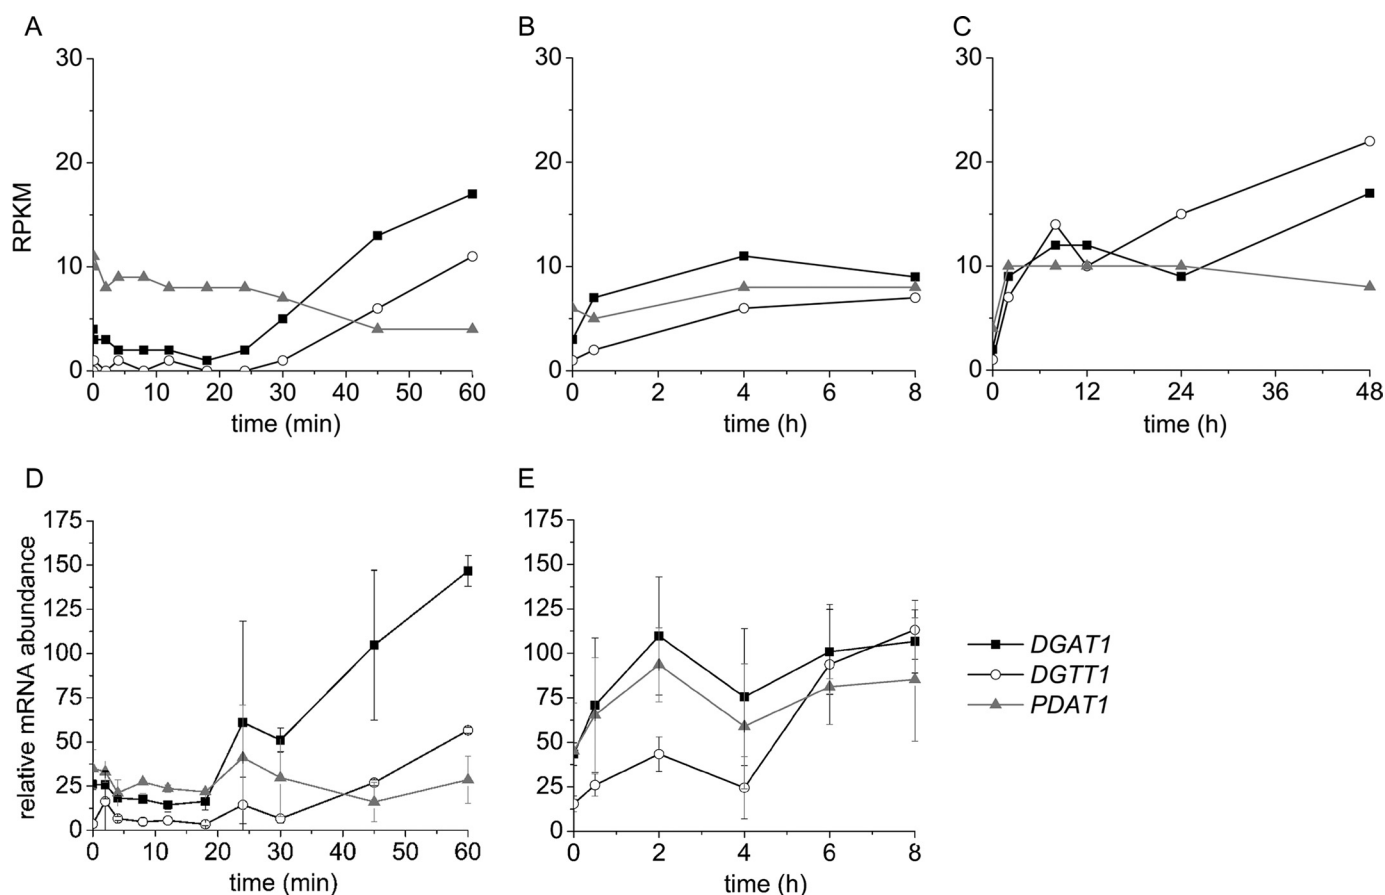 A
B
C
30
20
10
0
RPKM
0 10 20 30 40 50 60
time (min)
30
20
10
0
0 2 4 6 8
time (h)
30
20
10
0
0 12 24 36 48
time (h)
D
E
175
150
125
100
75
50
25
0
relative mRNA abundance
0 10 20 30 40 50 60
time (min)
175
150
125
100
75
50
25
0
0 2 4 6 8
time (h)
DGAT1
DGTT1
PDAT1